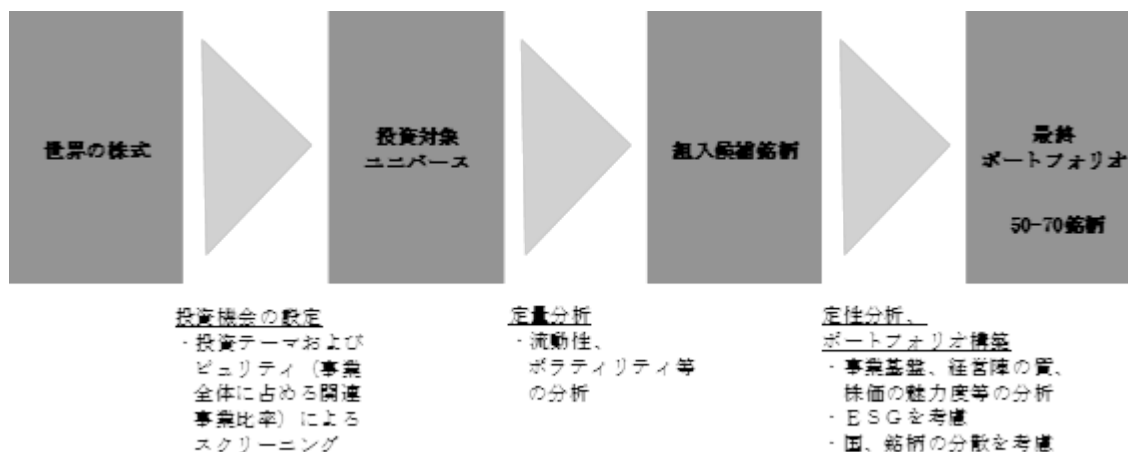 世界の株式
投資対象
ユニバース
組入候補銘柄
最終
ポートフォリオ
50-70銘柄
投資機会の設定
・投資テーマおよび
ピュリティ（事業
全体に占める関連
事業比率）による
スクリーニング
定量分析
・流動性、
ボラティリティ等
の分析
定性分析、
ポートフォリオ構築
・事業基盤、経営陣の質、
株価の魅力度等の分析
・ＥＳＧを考慮
・国、銘柄の分散を考慮